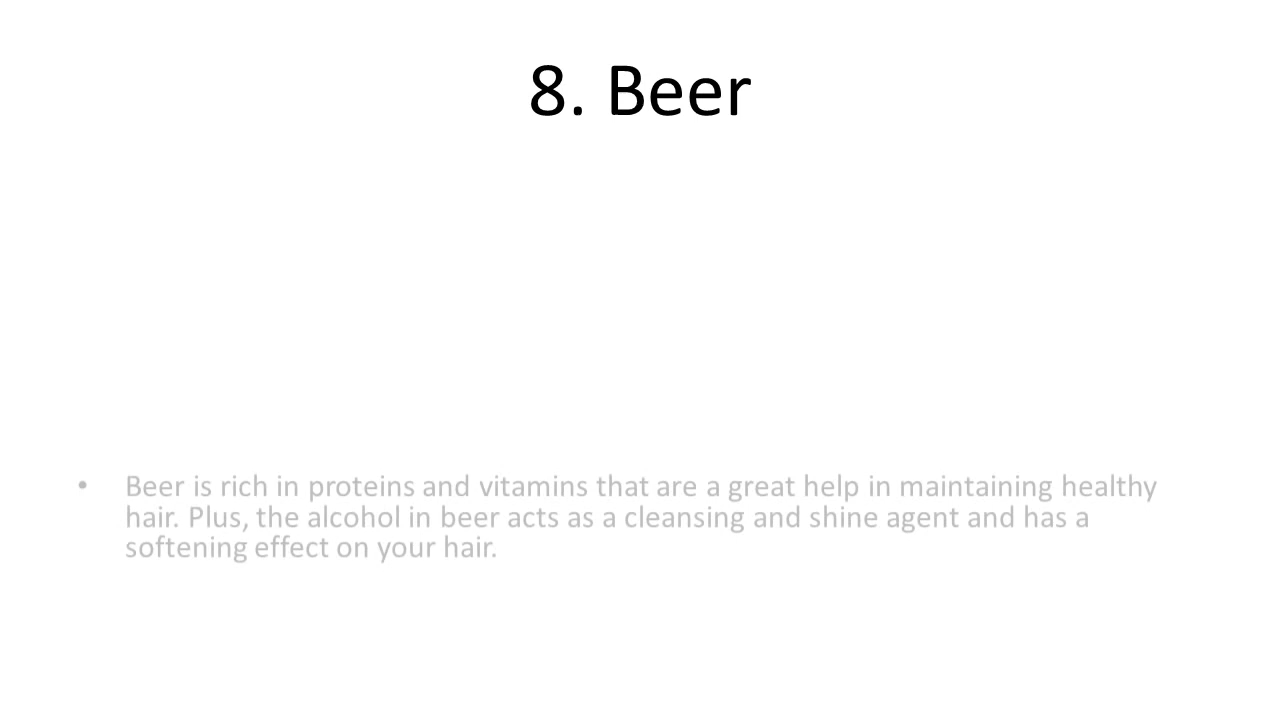 8. Beer
• Beer is rich in proteins and vitamins that are a great help in maintaining healthy
hair. Plus, the alcohol in beer acts as a cleansing and shine agent and has a
softening effect on your hair.